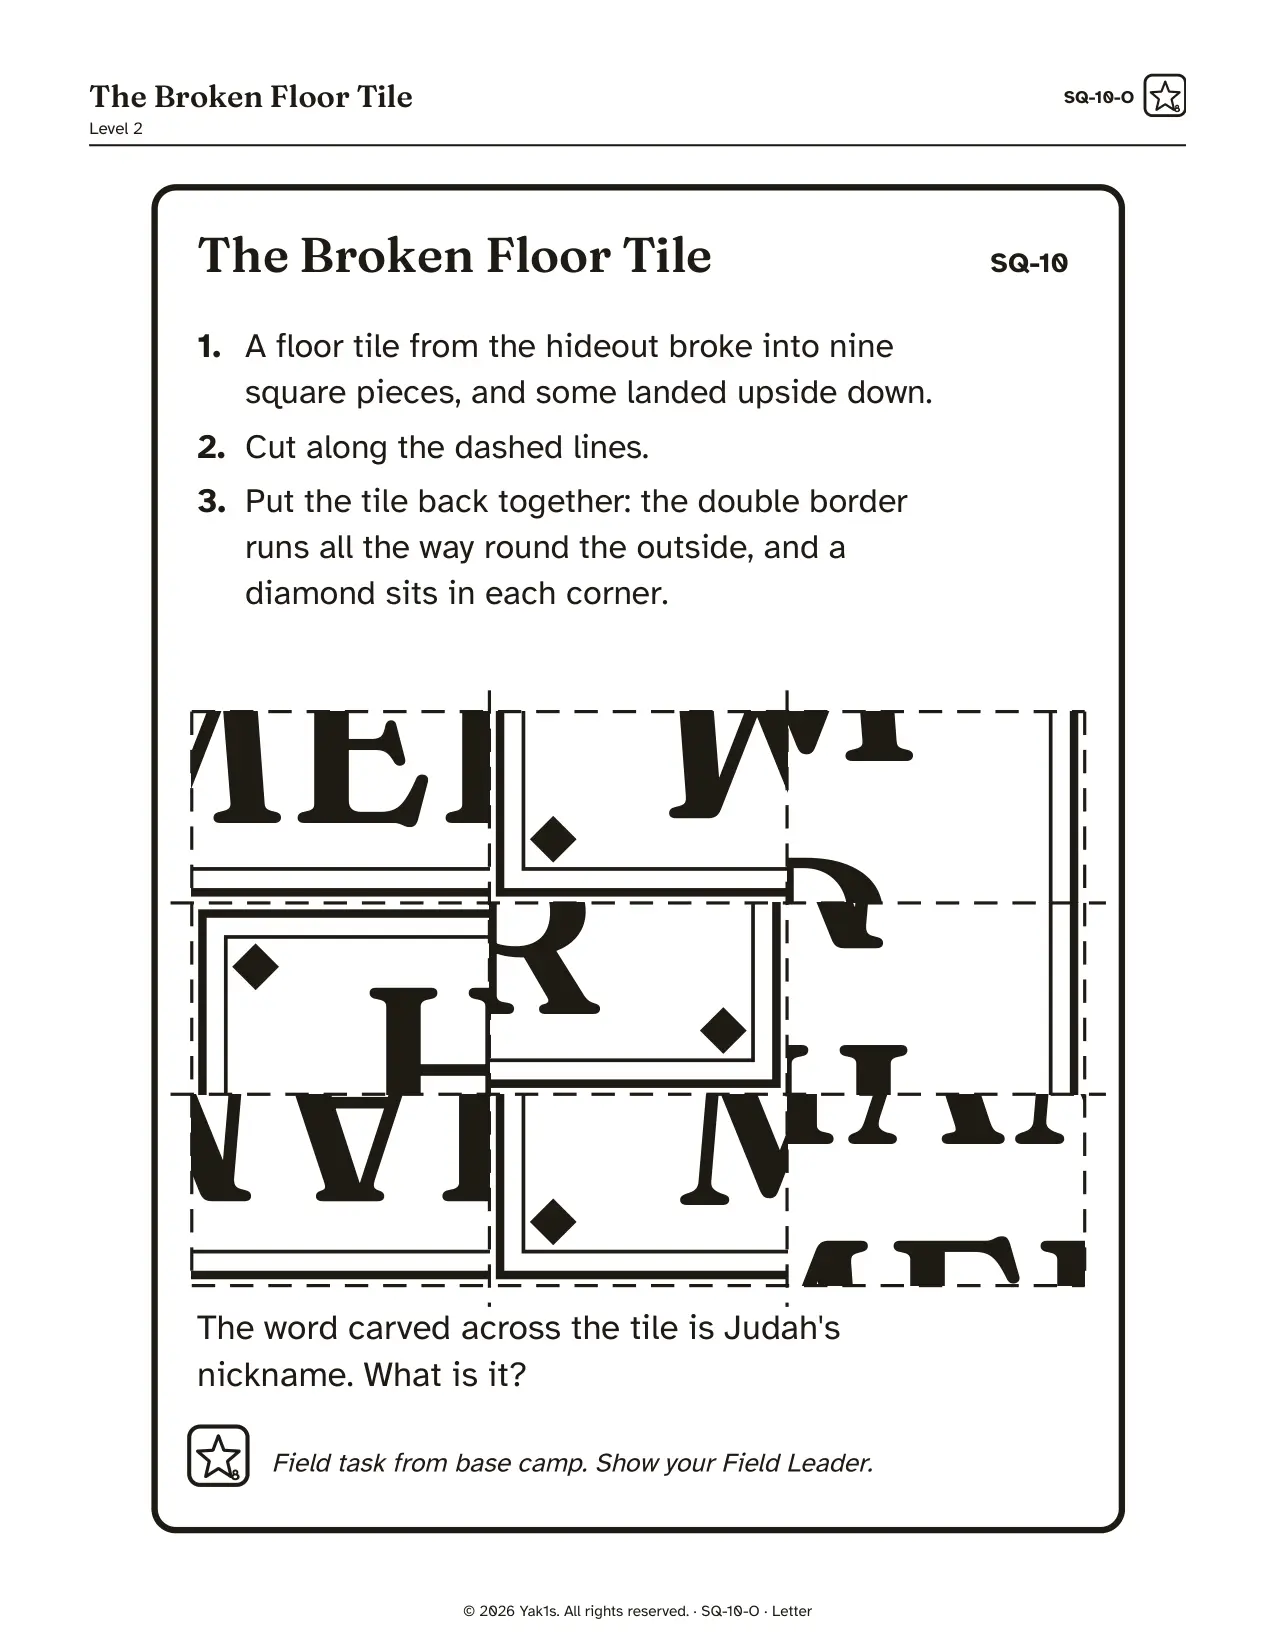 The Broken Floor Tile
Level 2
SQ-10-O
The Broken Floor Tile
SQ-10
1. A floor tile from the hideout broke into nine
square pieces, and some landed upside down.
2. Cut along the dashed lines.
3. Put the tile back together: the double border
runs all the way round the outside, and a
diamond sits in each corner.
The word carved across the tile is Judah's
nickname. What is it?
Field task from base camp. Show your Field Leader.
© 2026 Yak1s. All rights reserved. · SQ-10-O · Letter